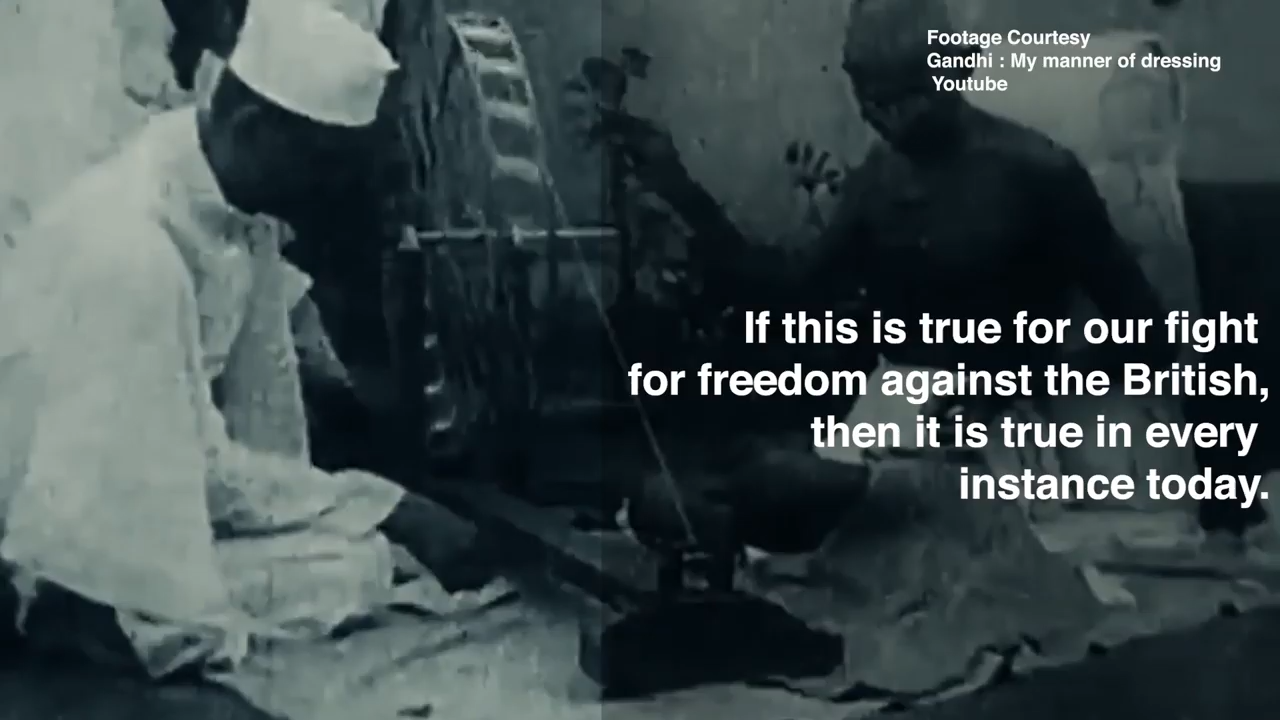 Footage Courtesy
Gandhi : My manner of dressing
Youtube
If this is true for our fight
for freedom against the British,
then it is true in every
instance today.